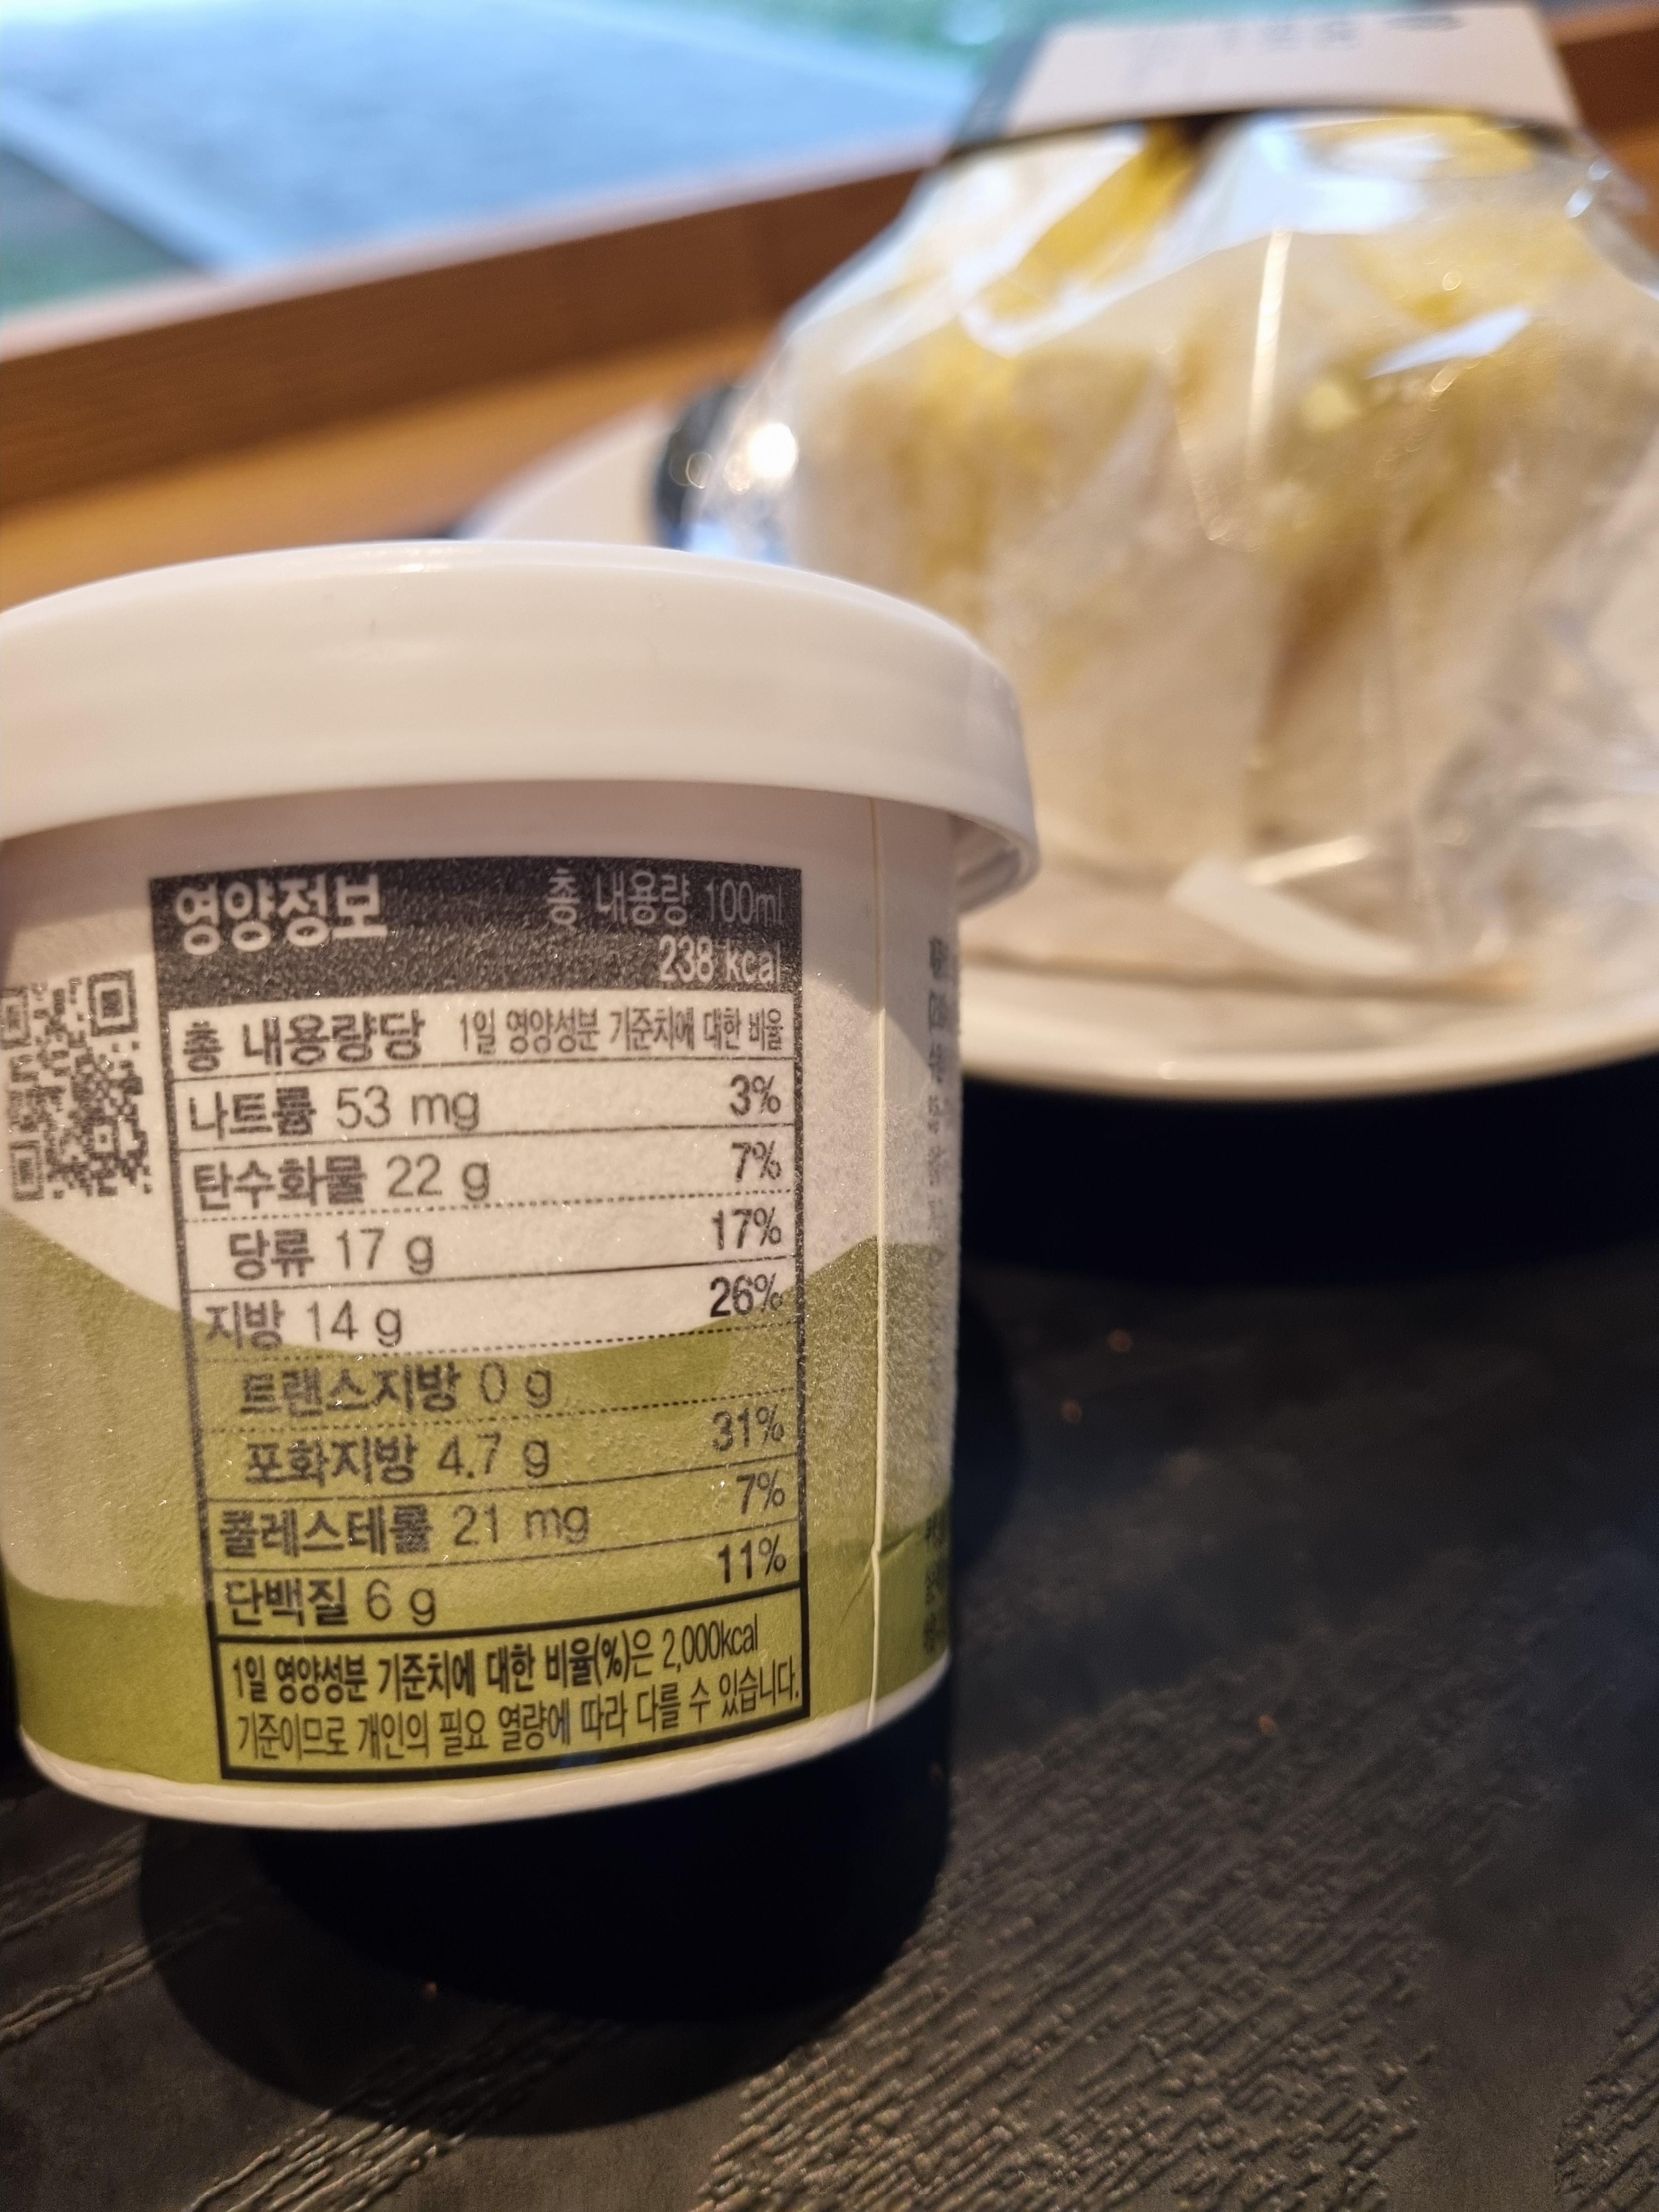 영양정보 총 내용량 100ml
238 kcal
총 내용량당 1일 영양성분 기준치에 대한 비율
나트륨 53 mg 3%
탄수화물 22 g 7%
당류 17 g 17%
지방 14 g 26%
트랜스지방 0 g
포화지방 4.7 g 31%
콜레스테롤 21 mg 7%
단백질 6 g 11%
1일 영양성분 기준치에 대한 비율(%)은 2,000kcal
기준이므로 개인의 필요 열량에 따라 다를 수 있습니다.